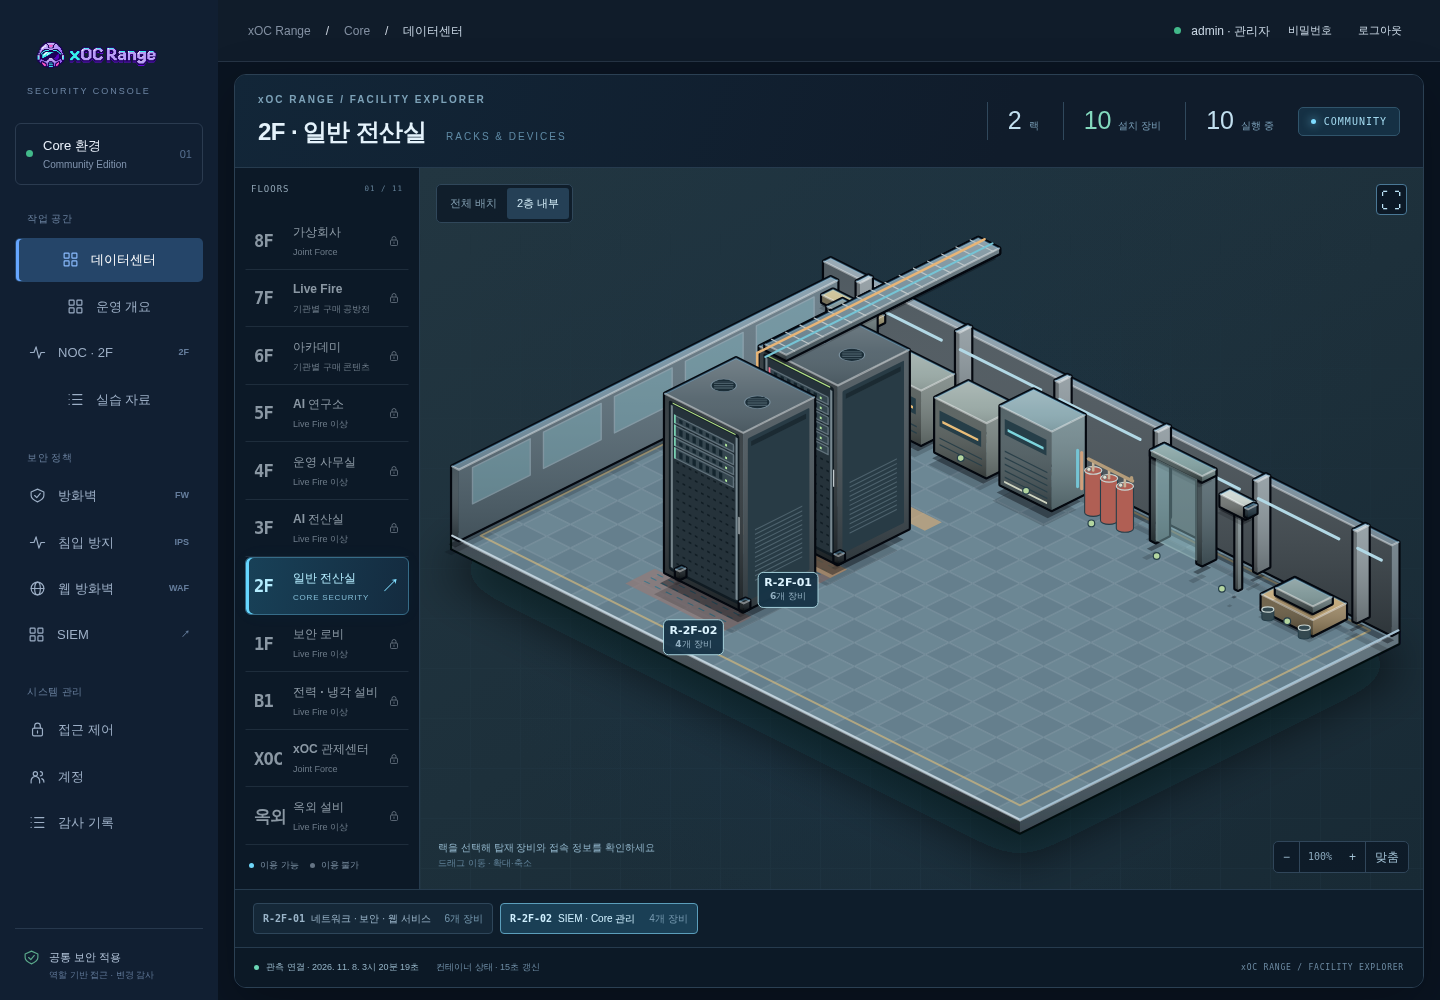 xOC Range
SECURITY CONSOLE
Core 환경
Community Edition
01
작업 공간
데이터센터
운영 개요
NOC · 2F
2F
실습 자료
보안 정책
방화벽
FW
침입 방지
IPS
웹 방화벽
WAF
SIEM
↗
시스템 관리
접근 제어
계정
감사 기록
공통 보안 적용
역할 기반 접근 · 변경 감사
xOC Range / Core / 데이터센터
admin · 관리자
비밀번호
로그아웃
xOC RANGE / FACILITY EXPLORER
2F · 일반 전산실
RACKS & DEVICES
2 랙
10 설치 장비
10 실행 중
COMMUNITY
FLOORS
01 / 11
8F
가상회사
Joint Force
7F
Live Fire
기관별 구매 공방전
6F
아카데미
기관별 구매 콘텐츠
5F
AI 연구소
Live Fire 이상
4F
운영 사무실
Live Fire 이상
3F
AI 전산실
Live Fire 이상
2F
일반 전산실
CORE SECURITY
↗
1F
보안 로비
Live Fire 이상
B1
전력 · 냉각 설비
Live Fire 이상
XOC
xOC 관제센터
Joint Force
옥외
옥외 설비
Live Fire 이상
이용 가능
이용 불가
전체 배치
2층 내부
R-2F-01
6개 장비
R-2F-02
4개 장비
랙을 선택해 탑재 장비와 접속 정보를 확인하세요
드래그 이동 · 확대·축소
− 100% + 맞춤
R-2F-01 네트워크 · 보안 · 웹 서비스 6개 장비
R-2F-02 SIEM · Core 관리 4개 장비
관측 연결 · 2026. 11. 8. 3시 20분 19초
컨테이너 상태 · 15초 갱신
xOC RANGE / FACILITY EXPLORER